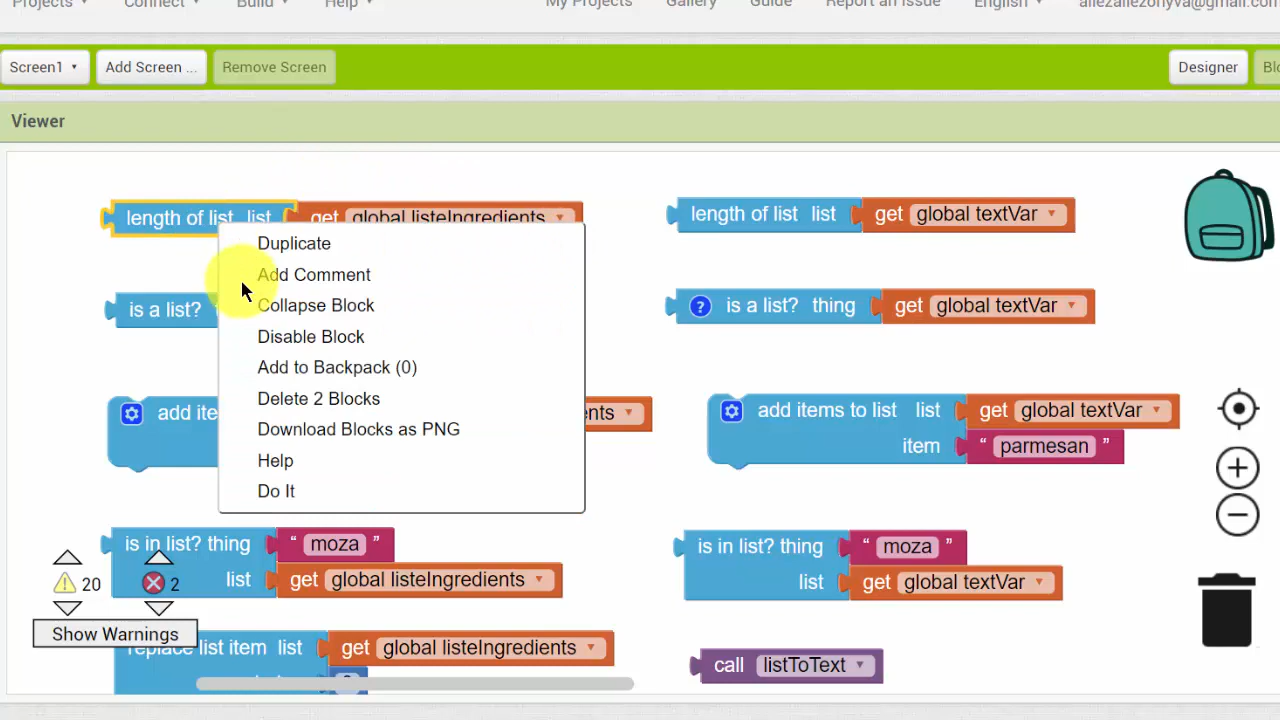 Projects Connect Build Help My Projects Gallery Guide Report an Issue English
Screen1 Add Screen ... Remove Screen Designer
Viewer
length of list list get global listeIngredients
length of list list get global textVar
Duplicate
Add Comment
Collapse Block
Disable Block
Add to Backpack (0)
Delete 2 Blocks
Download Blocks as PNG
Help
Do It
is a list?
? is a list? thing get global textVar
add ite
add items to list list get global textVar
item “ parmesan ”
is in list? thing “ moza ”
list get global listeIngredients
is in list? thing “ moza ”
list get global textVar
20 2
Show Warnings
replace list item list get global listeIngredients
call listToText